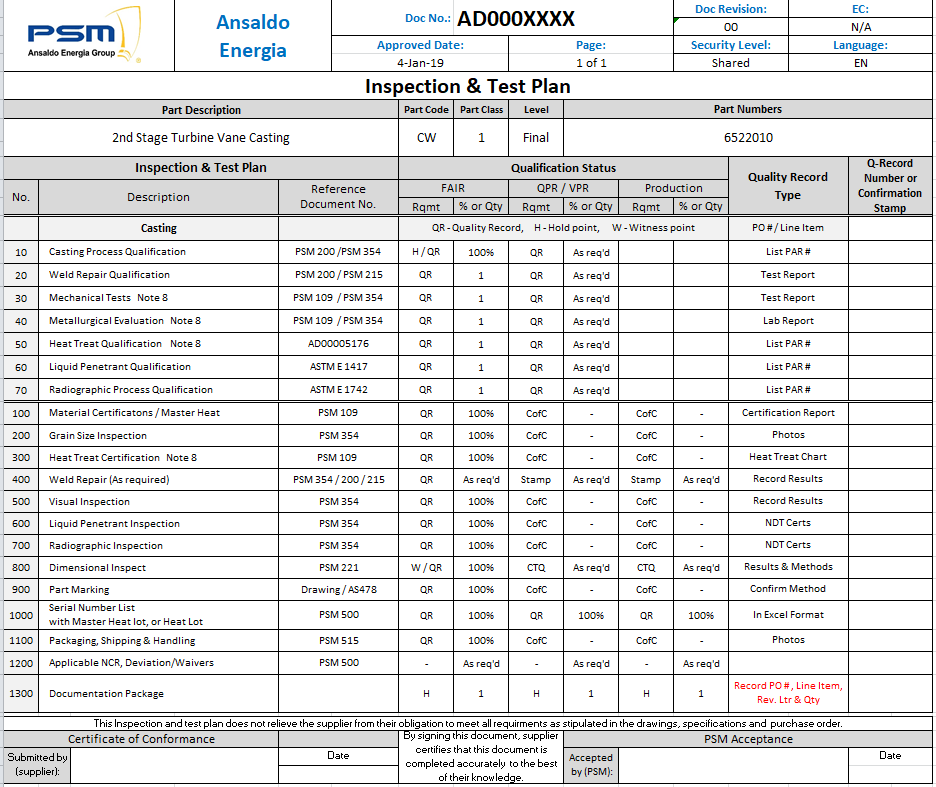 PSM
Ansaldo Energia Group
Ansaldo
Energia
Doc No.: AD000XXXX
Doc Revision: EC:
00 N/A
Approved Date: Page: Security Level: Language:
4-Jan-19 1 of 1 Shared EN
Inspection & Test Plan
Part Description Part Code Part Class Level Part Numbers
2nd Stage Turbine Vane Casting CW 1 Final 6522010
Inspection & Test Plan Qualification Status Quality Record Type Q-Record Number or Confirmation Stamp
No. Description Reference Document No. FAIR QPR / VPR Production
Rqmt % or Qty Rqmt % or Qty Rqmt % or Qty
Casting QR - Quality Record, H - Hold point, W - Witness point PO # / Line Item
10 Casting Process Qualification PSM 200 /PSM 354 H / QR 100% QR As req'd List PAR #
20 Weld Repair Qualification PSM 200 / PSM 215 QR 1 QR As req'd Test Report
30 Mechanical Tests Note 8 PSM 109 / PSM 354 QR 1 QR As req'd Test Report
40 Metallurgical Evaluation Note 8 PSM 109 / PSM 354 QR 1 QR As req'd Lab Report
50 Heat Treat Qualification Note 8 AD00005176 QR 1 QR As req'd List PAR #
60 Liquid Penetrant Qualification ASTM E 1417 QR 1 QR As req'd List PAR #
70 Radiographic Process Qualification ASTM E 1742 QR 1 QR As req'd List PAR #
100 Material Certificatons / Master Heat PSM 109 QR 100% CofC - CofC - Certification Report
200 Grain Size Inspection PSM 354 QR 100% CofC - CofC - Photos
300 Heat Treat Certification Note 8 PSM 109 QR 100% CofC - CofC - Heat Treat Chart
400 Weld Repair (As required) PSM 354 / 200 / 215 QR As req'd Stamp As req'd Stamp As req'd Record Results
500 Visual Inspection PSM 354 QR 100% CofC - CofC - Record Results
600 Liquid Penetrant Inspection PSM 354 QR 100% CofC - CofC - NDT Certs
700 Radiographic Inspection PSM 354 QR 100% CofC - CofC - NDT Certs
800 Dimensional Inspect PSM 221 W / QR 100% CTQ As req'd CTQ As req'd Results & Methods
900 Part Marking Drawing / AS478 QR 100% CofC - CofC - Confirm Method
1000 Serial Number List
with Master Heat lot, or Heat Lot PSM 500 QR 100% QR 100% QR 100% In Excel Format
1100 Packaging, Shipping & Handling PSM 515 QR 100% CofC - CofC - Photos
1200 Applicable NCR, Deviation/Waivers PSM 500 - As req'd - As req'd - As req'd
1300 Documentation Package H 1 H 1 H 1 Record PO #, Line Item,
Rev. Ltr & Qty
This Inspection and test plan does not relieve the supplier from their obligation to meet all requirments as stipulated in the drawings, specifications and purchase order.
Certificate of Conformance
Submitted by
(supplier):
Date
By signing this document, supplier
certifies that this document is
completed accurately to the best
of their knowledge.
PSM Acceptance
Accepted
by (PSM):
Date